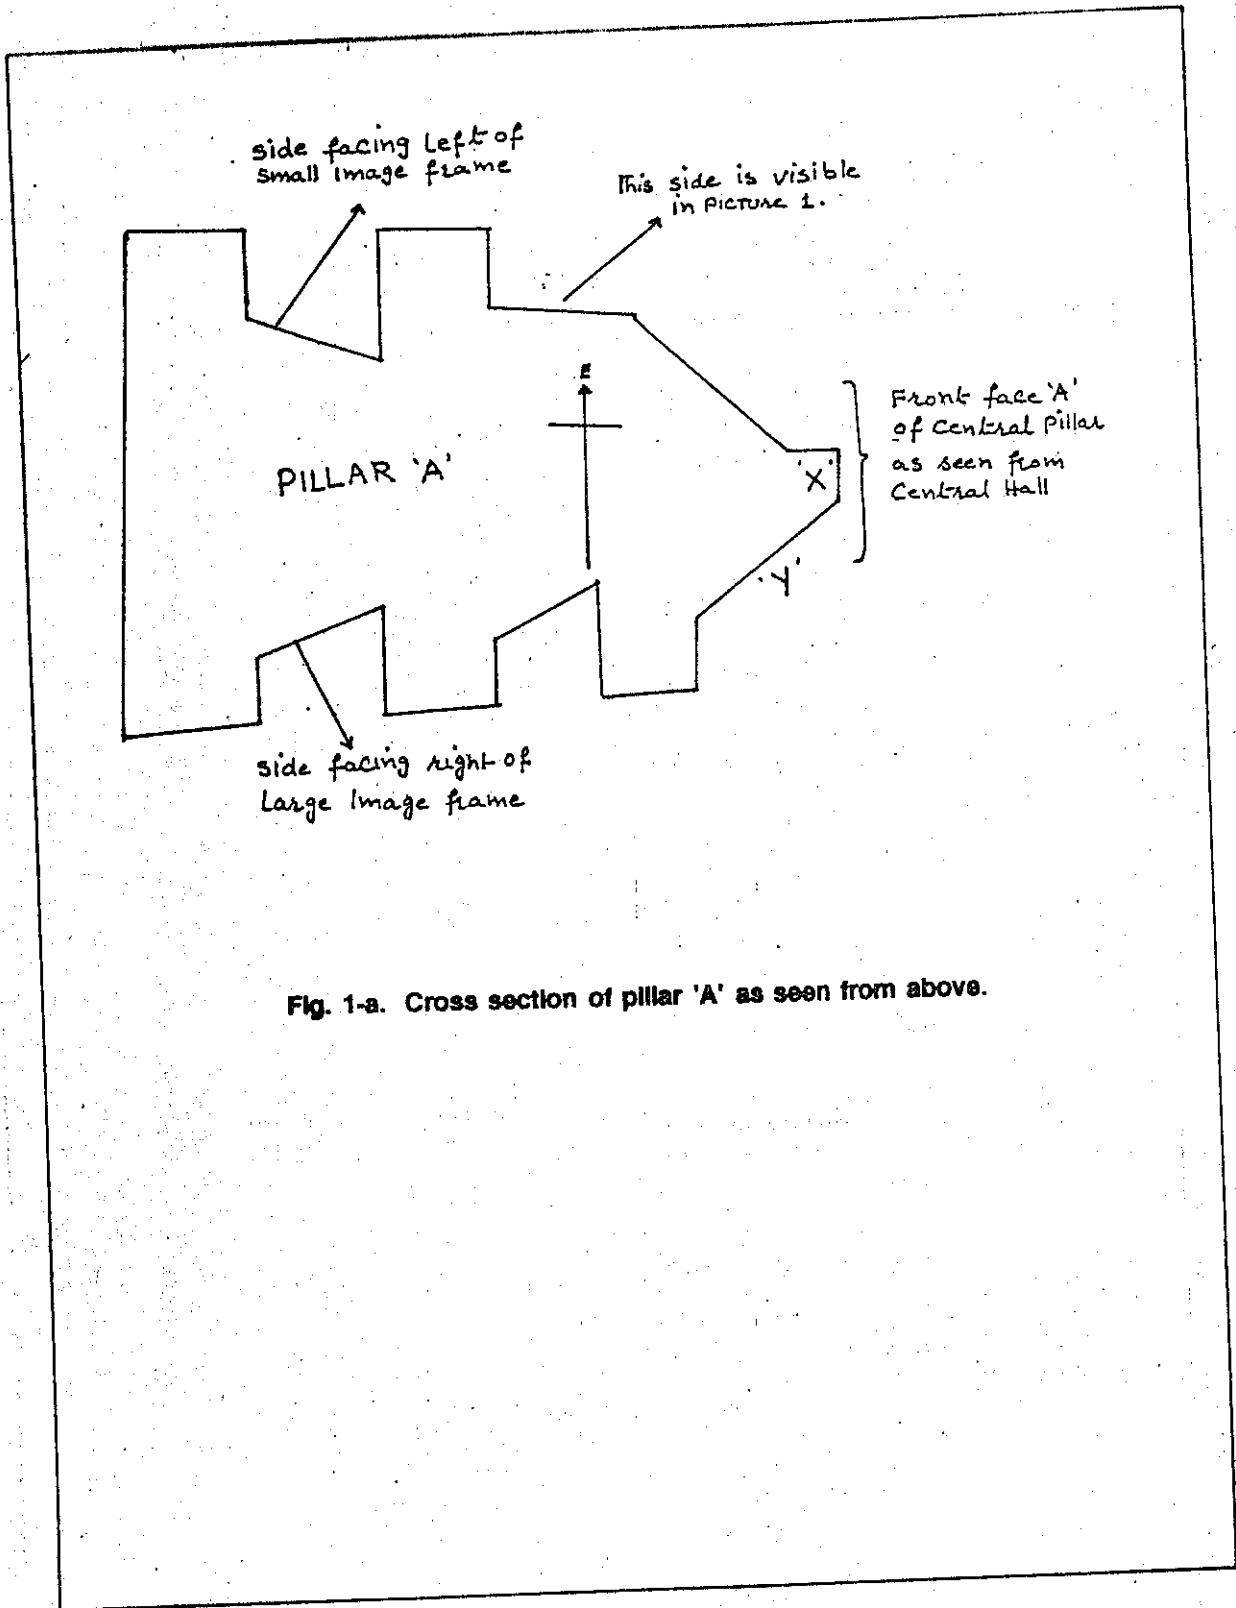 side facing left of
small Image frame
This side is visible
in PICTURE 1.
E
Front face 'A'
of Central Pillar
as seen from
Central Hall
PILLAR 'A'
'X'
'Y'
side facing right of
Large Image frame
Fig. 1-a. Cross section of pillar 'A' as seen from above.